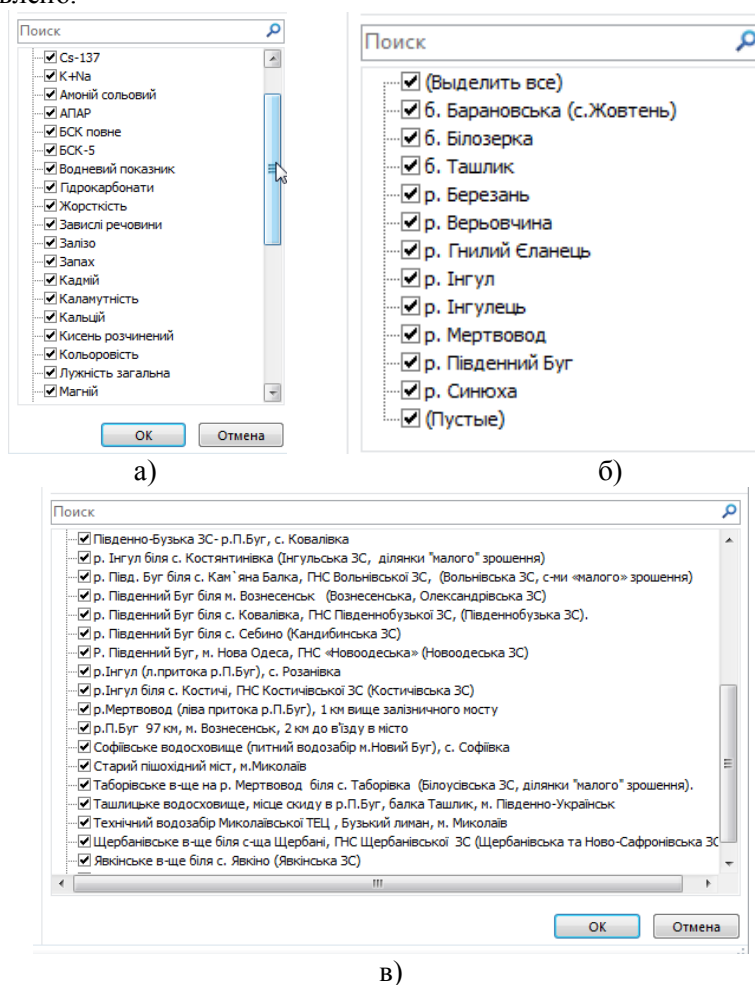 Поиск
Cs-137
K+Na
Амоній сольовий
АПАР
БСК повне
БСК-5
Водневий показник
Гідрокарбонати
Жорсткість
Завислі речовини
Залізо
Запах
Кадмій
Каламутність
Кальцій
Кисень розчинений
Кольоровість
Лужність загальна
Магній
ОК
Отмена
а)
Поиск
(Выделить все)
б. Барановська (с.Жовтень)
б. Білозерка
б. Ташлик
р. Березань
р. Верьовчина
р. Гнилий Єланець
р. Інгул
р. Інгулець
р. Мертвовод
р. Південний Буг
р. Синюха
(Пустые)
б)
Поиск
Південно-Бузька ЗС- р.П.Буг, с. Ковалівка
р. Інгул біля с. Костянтинівка (Інгульська ЗС, ділянки "малого" зрошення)
р. Півд. Буг біля с. Кам`яна Балка, ГНС Вольнівської ЗС, (Вольнівська ЗС, с-ми «малого» зрошення)
р. Південний Буг біля м. Вознесенськ (Вознесенська, Олександрівська ЗС)
р. Південний Буг біля с. Ковалівка, ГНС Південнобузької ЗС, (Південнобузька ЗС).
р. Південний Буг біля с. Себино (Кандибинська ЗС)
Р. Південний Буг, м. Нова Одеса, ГНС «Новоодеська» (Новоодеська ЗС)
р.Інгул (л.притока р.П.Буг), с. Розанівка
р.Інгул біля с. Костичі, ГНС Костичівської ЗС (Костичівська ЗС)
р.Мертвовод (ліва притока р.П.Буг), 1 км вище залізничного мосту
р.П.Буг 97 км, м. Вознесенськ, 2 км до в'їзду в місто
Софіївське водосховище (питний водозабір м.Новий Буг), с. Софіївка
Старий пішохідний міст, м.Миколаїв
Таборівське в-ще на р. Мертвовод біля с. Таборівка (Білоусівська ЗС, ділянки "малого" зрошення).
Ташлицьке водосховище, місце скиду в р.П.Буг, балка Ташлик, м. Південно-Українськ
Технічний водозабір Миколаївської ТЕЦ , Бузький лиман, м. Миколаїв
Щербанівське в-ще біля с-ща Щербані, ГНС Щербанівської ЗС (Щербанівська та Ново-Сафронівська ЗС
Явкінське в-ще біля с. Явкіно (Явкінська ЗС)
ОК
Отмена
в)